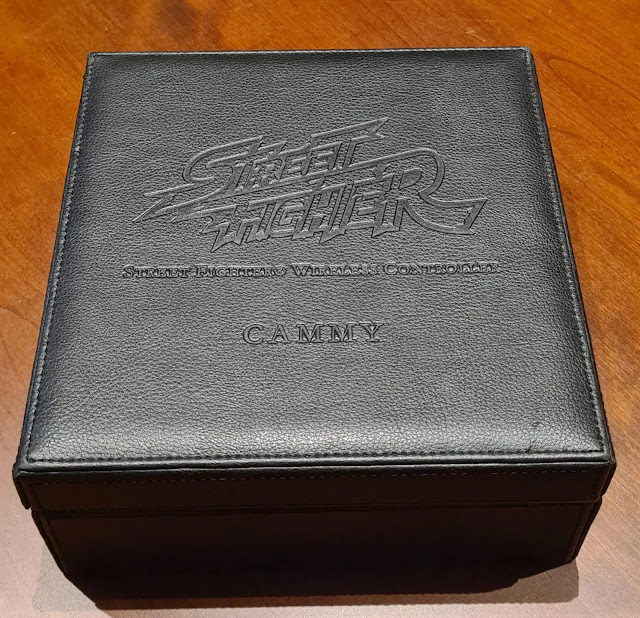 STREET
FIGHTER
STREET FIGHTER® WIRELESS CONTROLLER
CAMMY